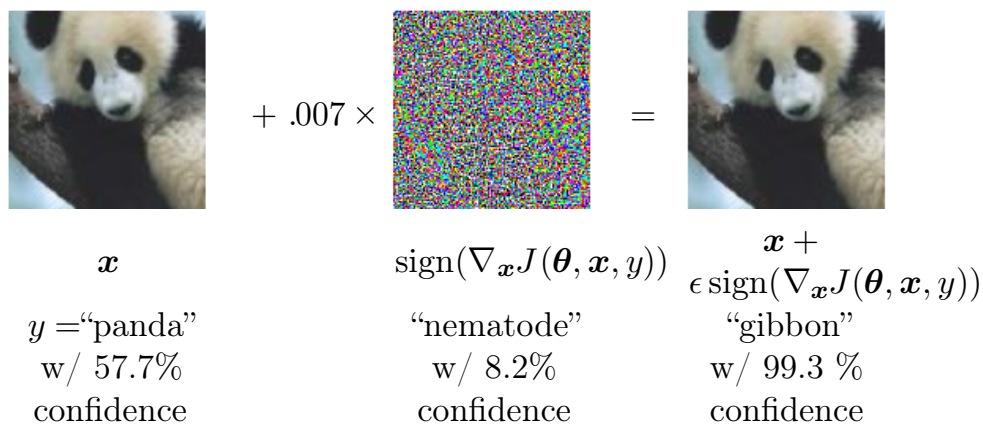 + .007 ×
=
x
sign(∇ₓJ(θ, x, y))
x +
ϵ sign(∇ₓJ(θ, x, y))
y =“panda”
w/ 57.7%
confidence
“nematode”
w/ 8.2%
confidence
“gibbon”
w/ 99.3 %
confidence